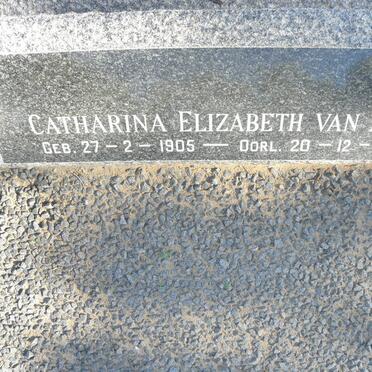 CATHARINA ELIZABETH VAN
GEB. 27 – 2 – 1905 — OORL. 20 – 12 –